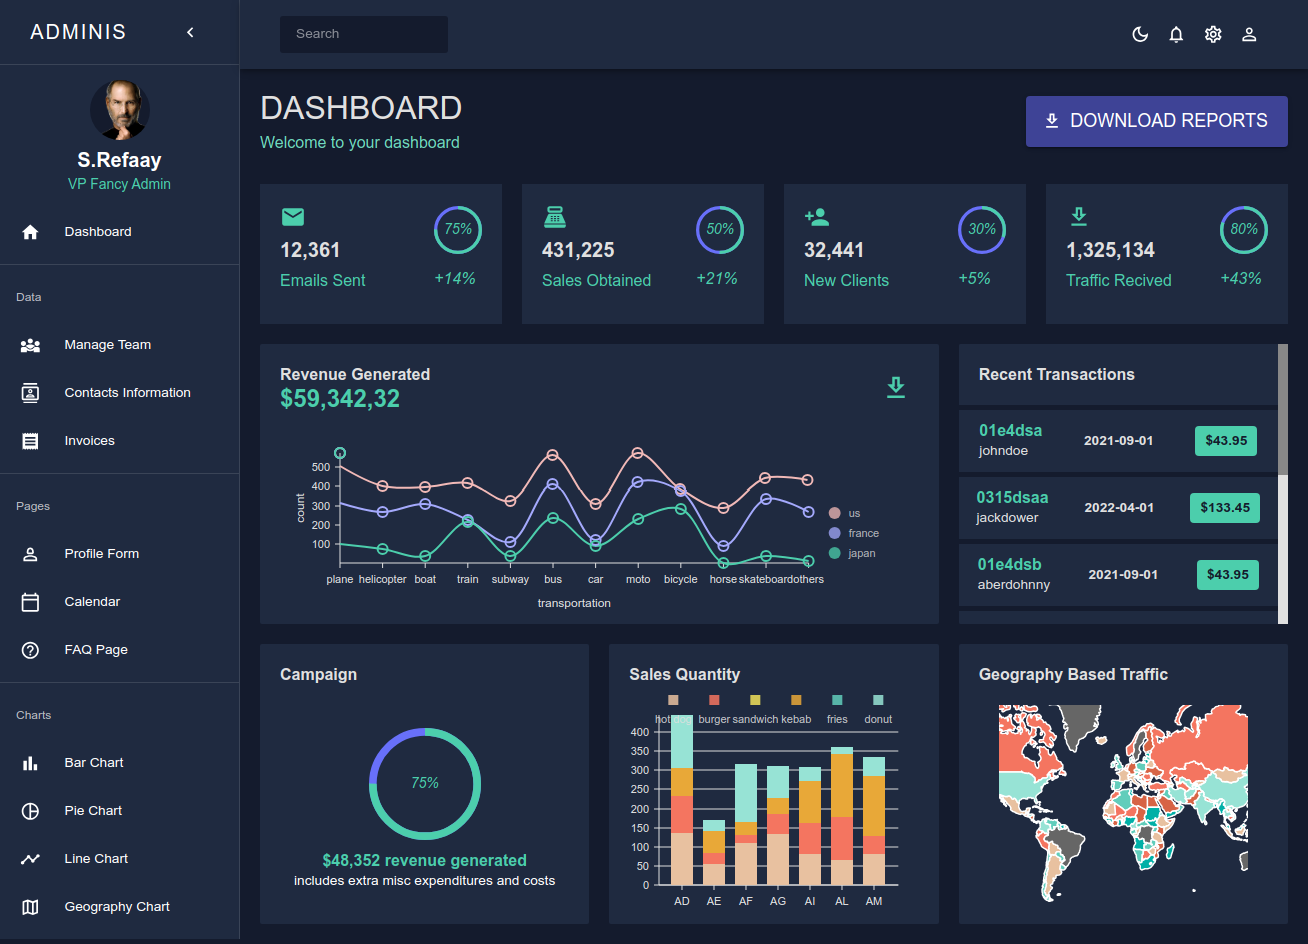 ADMINIS
Search
S.Refaay
VP Fancy Admin
Dashboard
Data
Manage Team
Contacts Information
Invoices
Pages
Profile Form
Calendar
FAQ Page
Charts
Bar Chart
Pie Chart
Line Chart
Geography Chart
DASHBOARD
Welcome to your dashboard
DOWNLOAD REPORTS
75%
12,361
Emails Sent
+14%
50%
431,225
Sales Obtained
+21%
30%
32,441
New Clients
+5%
80%
1,325,134
Traffic Recived
+43%
Revenue Generated
$59,342,32
count
500
400
300
200
100
plane helicopter boat train subway bus car moto bicycle horse skateboard others
transportation
us
france
japan
Recent Transactions
01e4dsa
johndoe
2021-09-01
$43.95
0315dsaa
jackdower
2022-04-01
$133.45
01e4dsb
aberdohnny
2021-09-01
$43.95
Campaign
75%
$48,352 revenue generated
includes extra misc expenditures and costs
Sales Quantity
hot dog burger sandwich kebab fries donut
400
350
300
250
200
150
100
50
0
AD AE AF AG AI AL AM
Geography Based Traffic